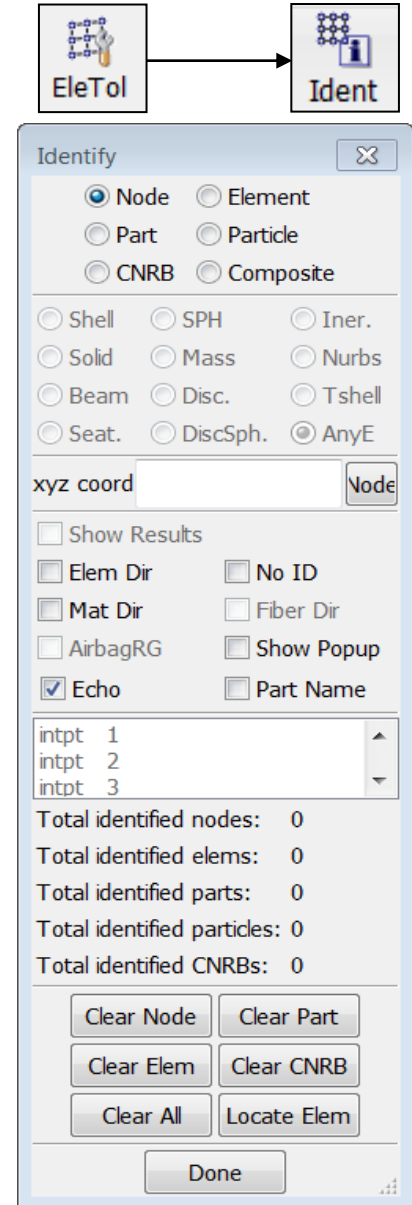 EleTol Ident
Identify
Node Element
Part Particle
CNRB Composite
Shell SPH Iner.
Solid Mass Nurbs
Beam Disc. Tshell
Seat. DiscSph. AnyE
xyz coord Node
Show Results
Elem Dir No ID
Mat Dir Fiber Dir
AirbagRG Show Popup
Echo Part Name
intpt 1
intpt 2
intpt 3
Total identified nodes: 0
Total identified elems: 0
Total identified parts: 0
Total identified particles: 0
Total identified CNRBs: 0
Clear Node Clear Part
Clear Elem Clear CNRB
Clear All Locate Elem
Done